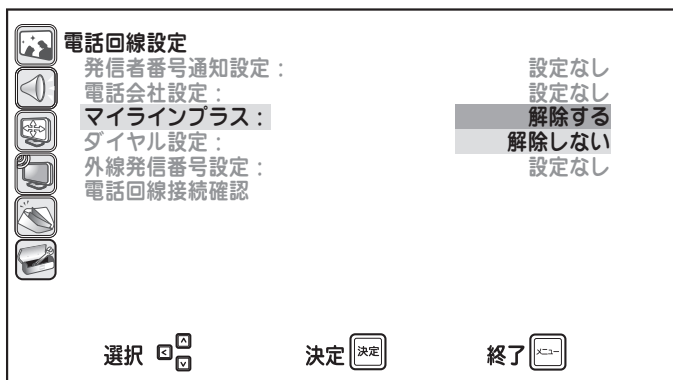 電話回線設定
発信者番号通知設定： 設定なし
電話会社設定： 設定なし
マイラインプラス： 解除する
ダイヤル設定： 解除しない
外線発信番号設定： 設定なし
電話回線接続確認
選択 決定 決定 終了 メニュー